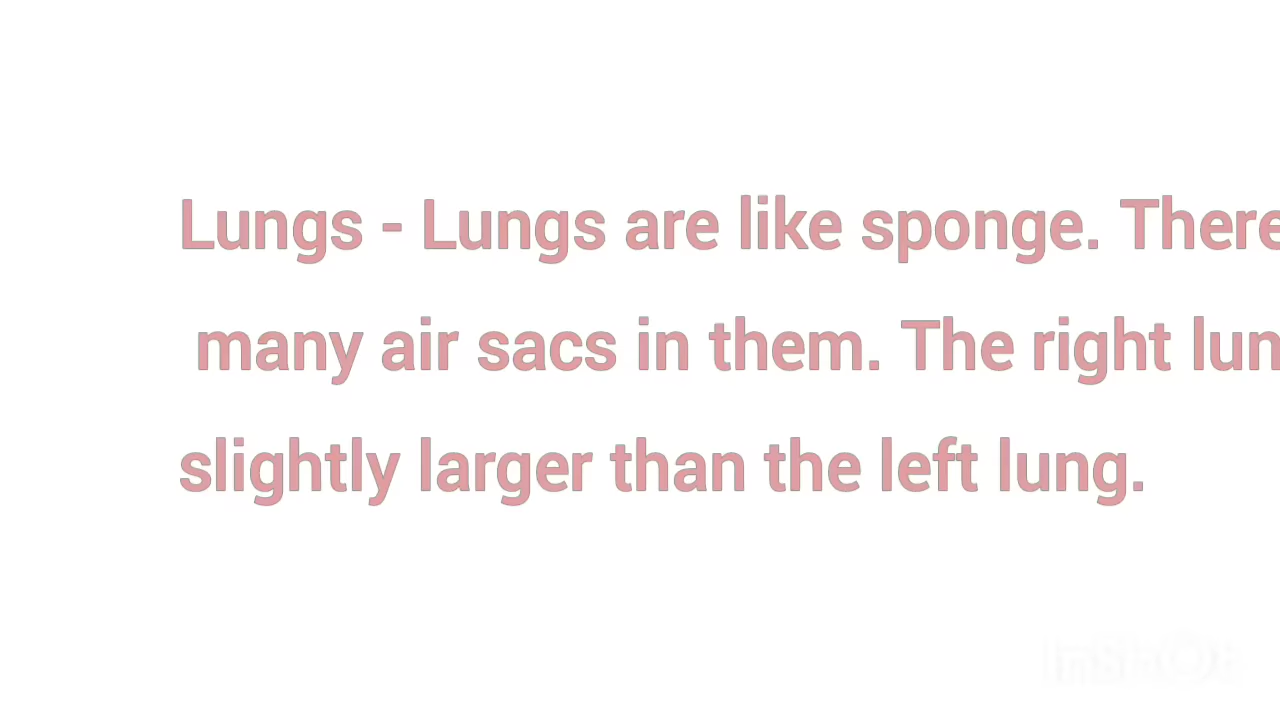 Lungs - Lungs are like sponge. There
many air sacs in them. The right lun
slightly larger than the left lung.